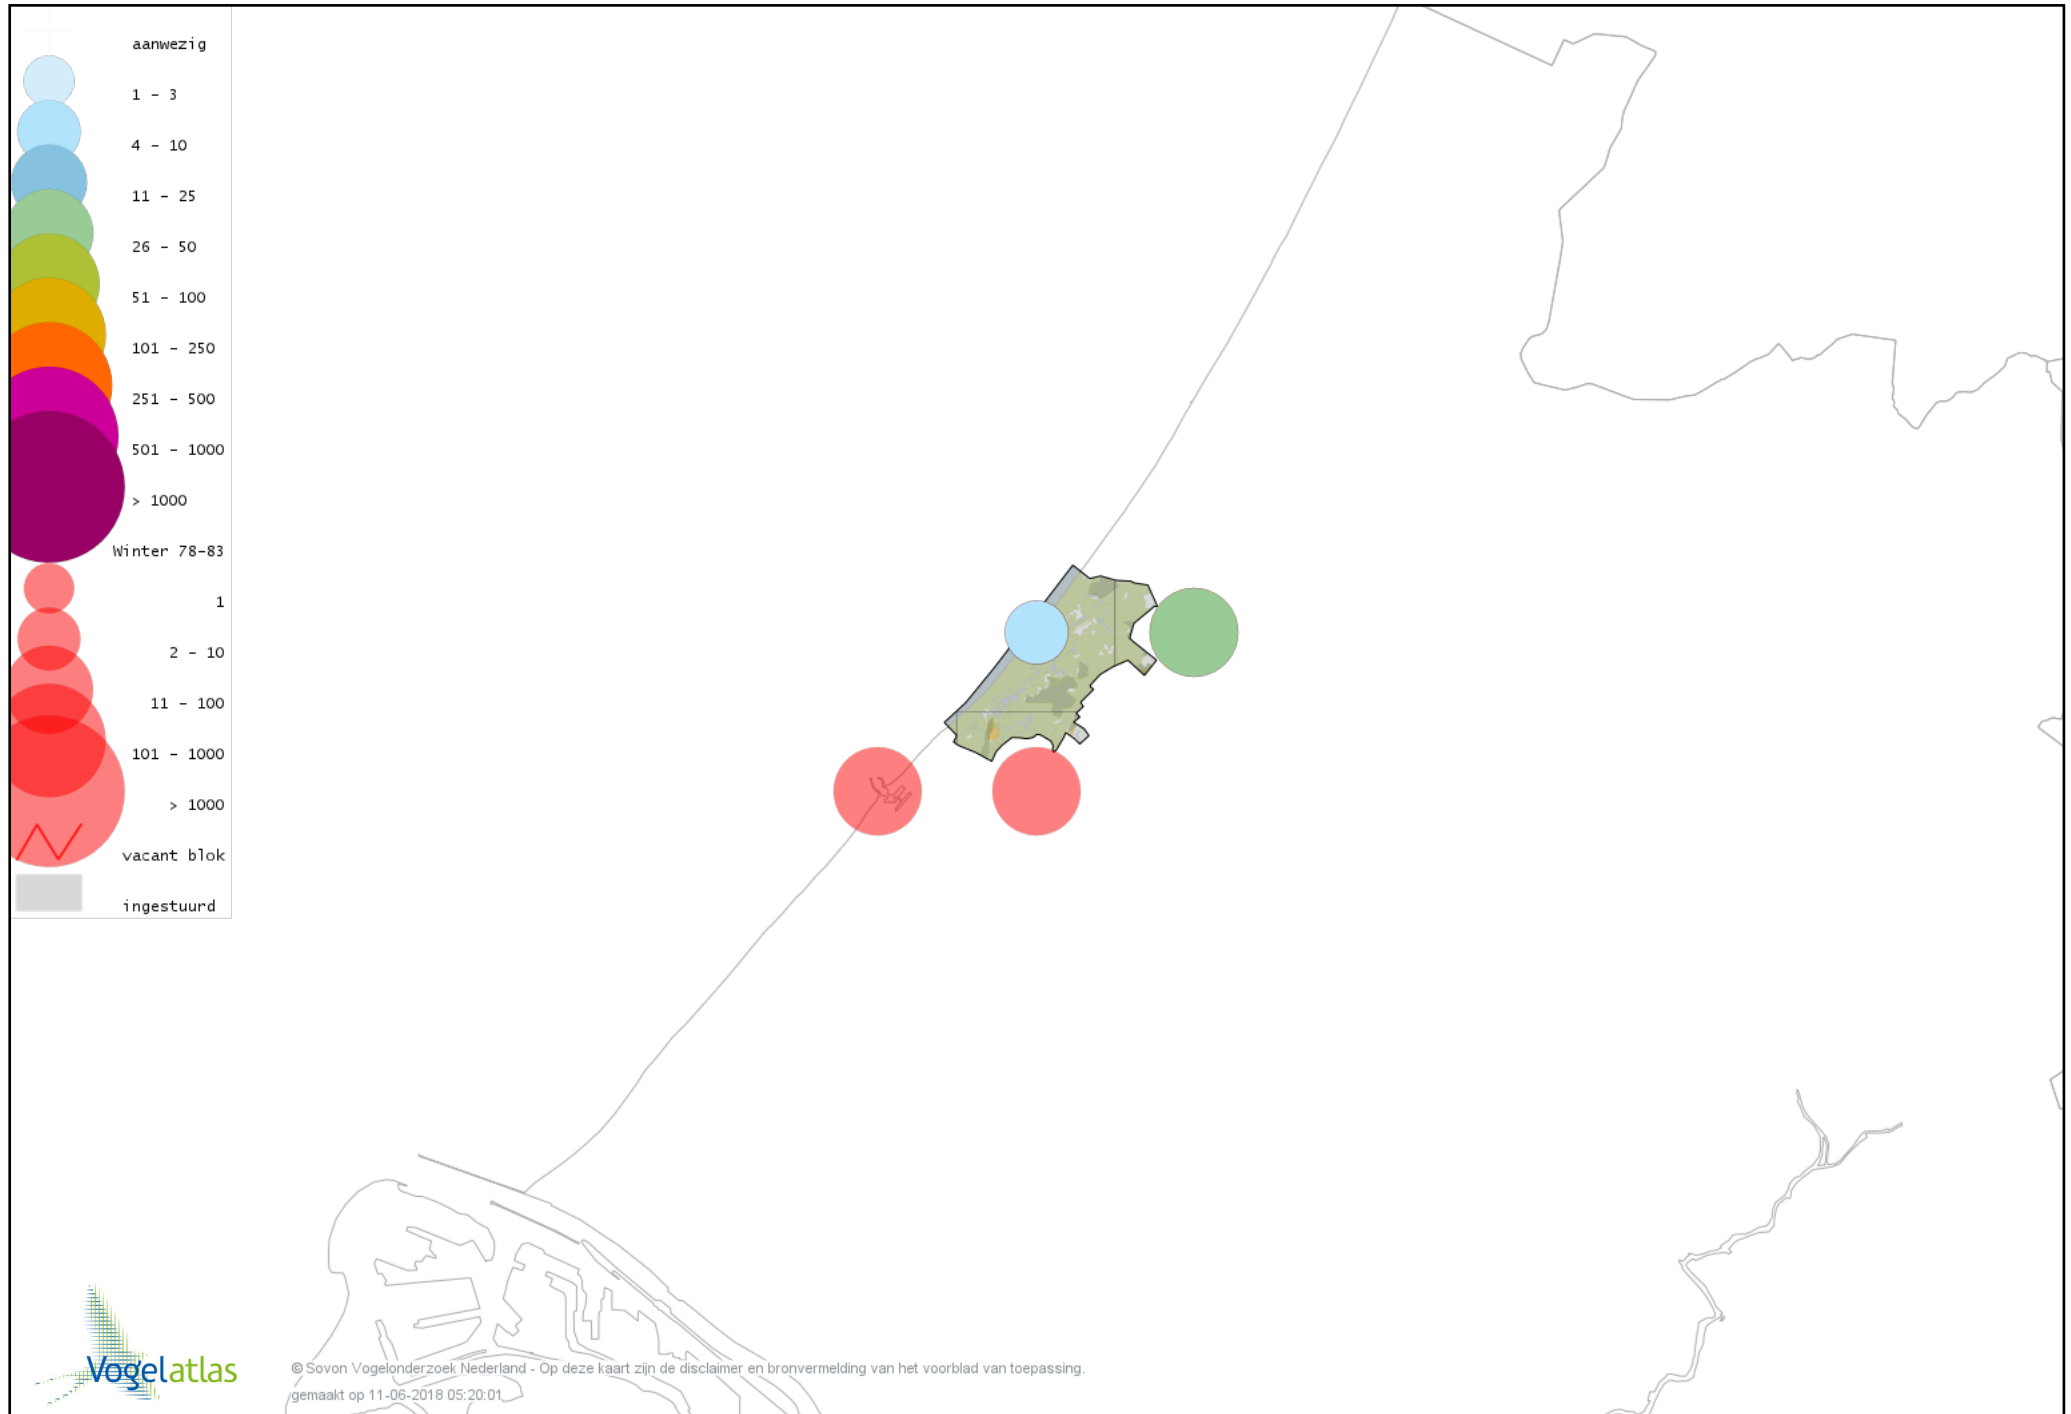 aanwezig
1 - 3
4 - 10
11 - 25
26 - 50
51 - 100
101 - 250
251 - 500
501 - 1000
> 1000
Winter 78-83
1
2 - 10
11 - 100
101 - 1000
> 1000
vacant blok
ingestuurd
Vogelatlas
© Sovon Vogelonderzoek Nederland - Op deze kaart zijn de disclaimer en bronvermelding van het voorblad van toepassing.
gemaakt op 11-06-2018 05:20:01